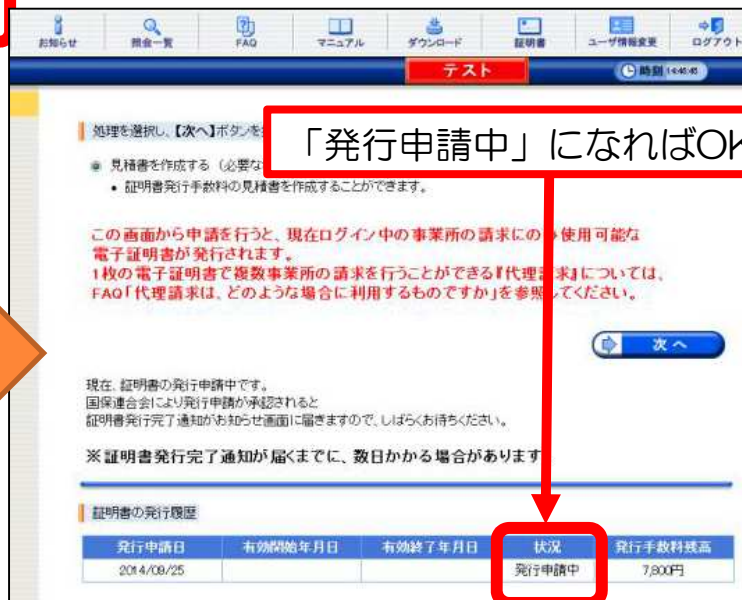 お知らせ 照会一覧 FAQ マニュアル ダウンロード 証明書 ユーザ情報変更 ログアウト
テスト 時刻 14:45:45
処理を選択し、【次へ】ボタンを
「発行申請中」になればOK
見積書を作成する （必要な
• 証明書発行手数料の見積書を作成することができます。
この画面から申請を行うと、現在ログイン中の事業所の請求にの 使用可能な
電子証明書が発行されます。
1枚の電子証明書で複数事業所の請求を行うことができる『代理 求』については、
FAQ「代理請求は、どのような場合に利用するものですか」を参照 てください。
次へ
現在、証明書の発行申請中です。
国保連合会により発行申請が承認されると
証明書発行完了通知がお知らせ画面に届きますので、しばらくお待ちください。
※証明書発行完了通知が届くまでに、数日かかる場合があります
証明書の発行履歴
発行申請日 有効開始年月日 有効終了年月日 状況 発行手数料残高
2014/09/25 発行申請中 7,800円